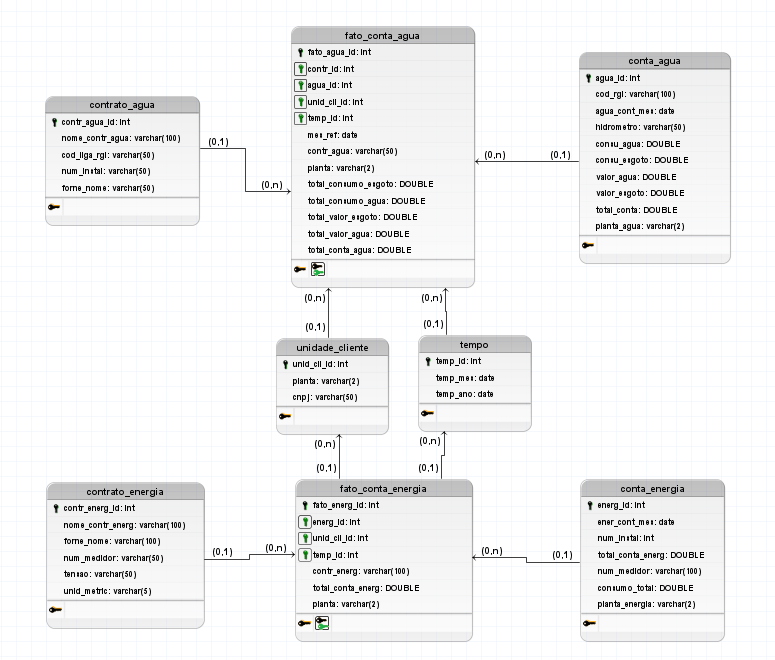 fato_conta_agua
fato_agua_id: int
contr_id: int
agua_id: int
unid_cli_id: int
temp_id: int
mes_ref: date
contr_agua: varchar(50)
planta: varchar(2)
total_consumo_esgoto: DOUBLE
total_consumo_agua: DOUBLE
total_valor_esgoto: DOUBLE
total_valor_agua: DOUBLE
total_conta_agua: DOUBLE
conta_agua
agua_id: int
cod_rgi: varchar(100)
agua_cont_mes: date
hidrometro: varchar(50)
consu_agua: DOUBLE
consu_esgoto: DOUBLE
valor_agua: DOUBLE
valor_esgoto: DOUBLE
total_conta: DOUBLE
planta_agua: varchar(2)
contrato_agua
contr_agua_id: int
nome_contr_agua: varchar(100)
cod_liga_rgi: varchar(50)
num_instal: varchar(50)
forne_nome: varchar(50)
(0,1)
(0,n)
(0,n)
(0,1)
(0,n)
(0,1)
(0,n)
(0,1)
unidade_cliente
unid_cli_id: int
planta: varchar(2)
cnpj: varchar(50)
tempo
temp_id: int
temp_mes: date
temp_ano: date
(0,n)
(0,1)
(0,n)
(0,1)
contrato_energia
contr_energ_id: int
nome_contr_energ: varchar(100)
forne_nome: varchar(100)
num_medidor: varchar(50)
tensao: varchar(50)
unid_metric: varchar(5)
(0,1)
(0,n)
fato_conta_energia
fato_energ_id: int
energ_id: int
unid_cli_id: int
temp_id: int
contr_energ: varchar(100)
total_conta_energ: DOUBLE
planta: varchar(2)
(0,n)
(0,1)
conta_energia
energ_id: int
ener_cont_mes: date
num_instal: int
total_conta_energ: DOUBLE
num_medidor: varchar(100)
consumo_total: DOUBLE
planta_energia: varchar(2)